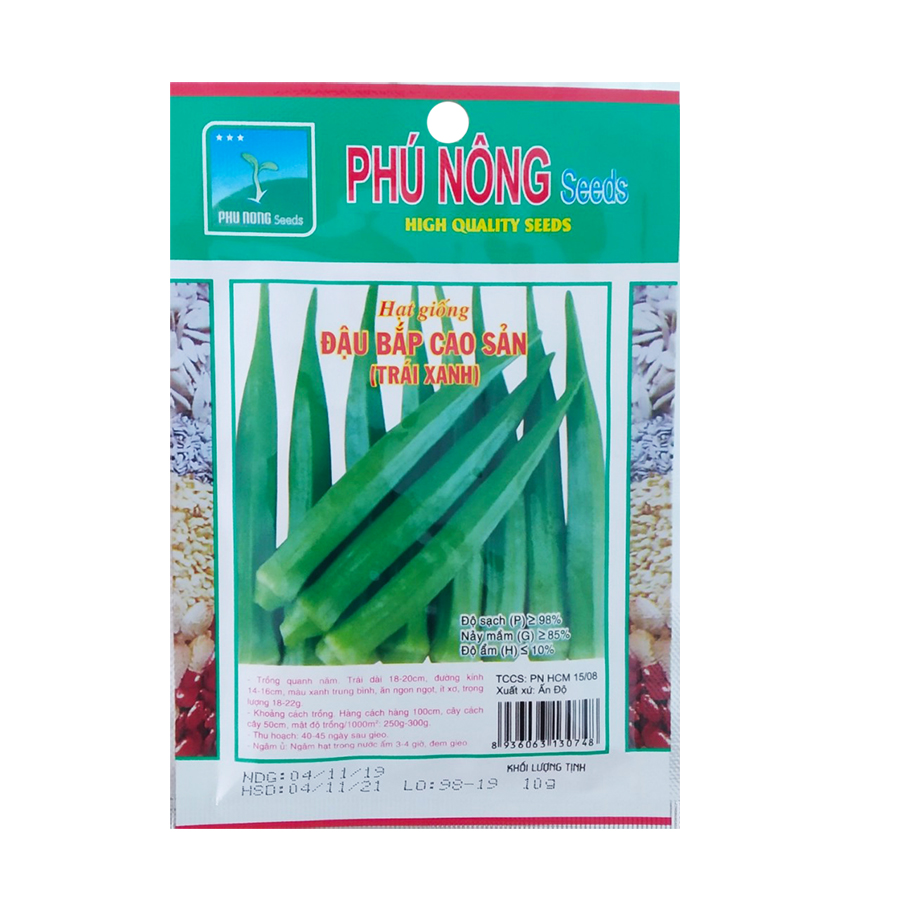 PHU NONG Seeds
PHÚ NÔNG Seeds
HIGH QUALITY SEEDS
Hạt giống
ĐẬU BẮP CAO SẢN
(TRÁI XANH)
Độ sạch (P) ≥ 98%
Nảy mầm (G) ≥ 85%
Độ ẩm (H) ≤ 10%
- Trồng quanh năm. Trái dài 18-20cm, đường kính
14-16cm, màu xanh trung bình, ăn ngon ngọt, ít xơ, trọng
lượng 18-22g.
- Khoảng cách trồng: Hàng cách hàng 100cm, cây cách
cây 50cm, mật độ trồng/1000m²: 250g-300g.
- Thu hoạch: 40-45 ngày sau gieo.
- Ngâm ủ: Ngâm hạt trong nước ấm 3-4 giờ, đem gieo.
TCCS: PN HCM 15/08
Xuất xứ: Ấn Độ
8 936063 130748
NDG:04/11/19
HSD:04/11/21 LO:98-19
KHỐI LƯỢNG TỊNH
10g